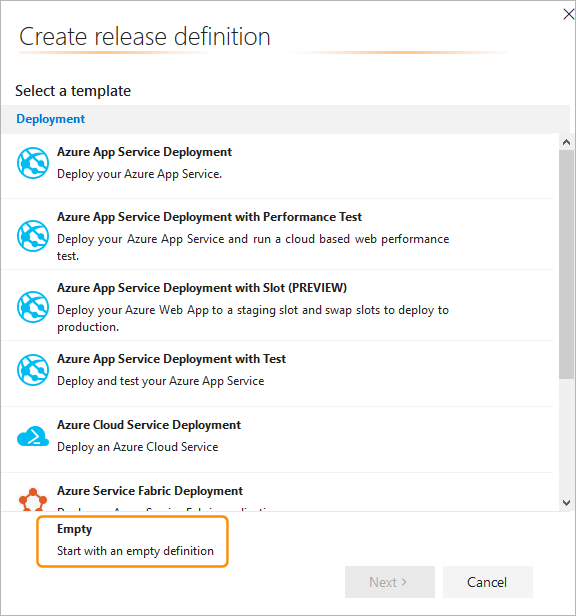 Create release definition
Select a template
Deployment
Azure App Service Deployment
Deploy your Azure App Service.
Azure App Service Deployment with Performance Test
Deploy your Azure App Service and run a cloud based web performance
test.
Azure App Service Deployment with Slot (PREVIEW)
Deploy your Azure Web App to a staging slot and swap slots to deploy to
production.
Azure App Service Deployment with Test
Deploy and test your Azure App Service
Azure Cloud Service Deployment
Deploy an Azure Cloud Service
Azure Service Fabric Deployment
Empty
Start with an empty definition
Next >
Cancel